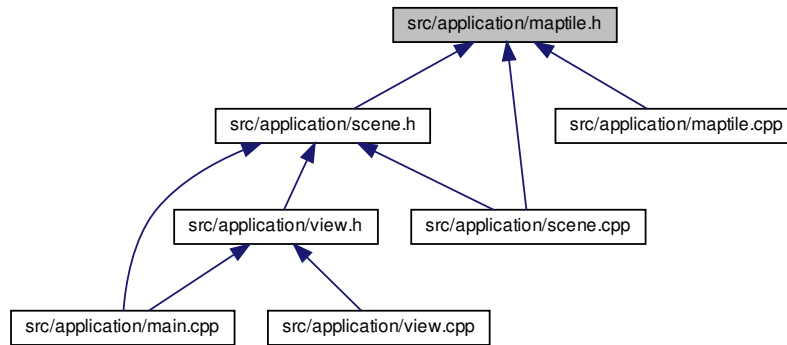 src/application/maptile.h
src/application/scene.h
src/application/maptile.cpp
src/application/view.h
src/application/scene.cpp
src/application/main.cpp
src/application/view.cpp